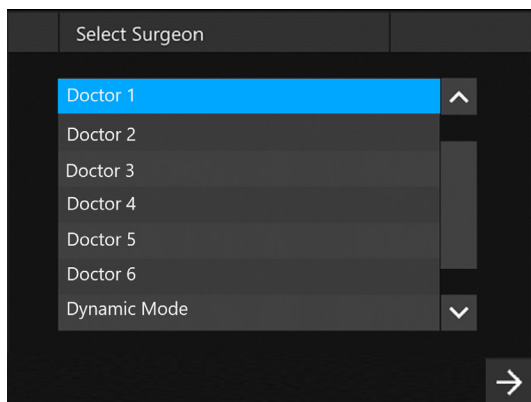 Select Surgeon
Doctor 1
Doctor 2
Doctor 3
Doctor 4
Doctor 5
Doctor 6
Dynamic Mode